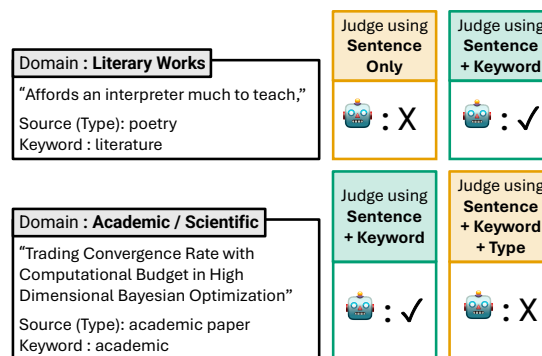 Domain : Literary Works
“Affords an interpreter much to teach,”
Source (Type): poetry
Keyword : literature
Judge using
Sentence
Only
: X
Judge using
Sentence
+ Keyword
: ✓
Domain : Academic / Scientific
“Trading Convergence Rate with
Computational Budget in High
Dimensional Bayesian Optimization”
Source (Type): academic paper
Keyword : academic
Judge using
Sentence
+ Keyword
: ✓
Judge using
Sentence
+ Keyword
+ Type
: X